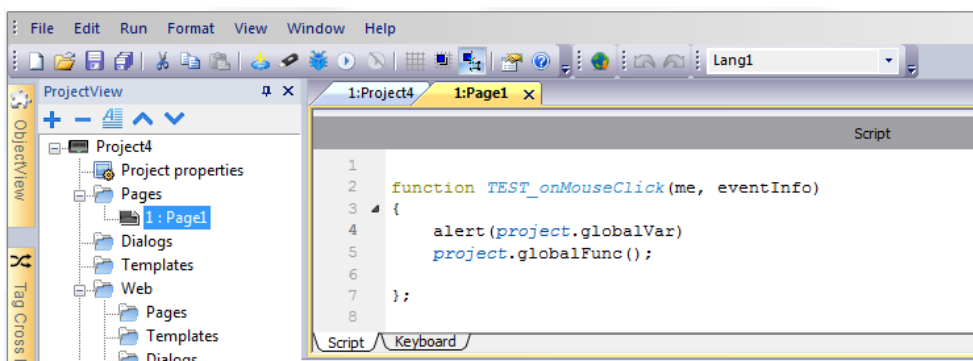 File Edit Run Format View Window Help
Lang1
ProjectView
1:Project4 1:Page1
ObjectView
Tag Cross
Project4
Project properties
Pages
1 : Page1
Dialogs
Templates
Web
Pages
Templates
Dialogs
Script
1
2 function TEST_onMouseClick(me, eventInfo)
3 {
4 alert(project.globalVar)
5 project.globalFunc();
6
7 };
8
Script Keyboard